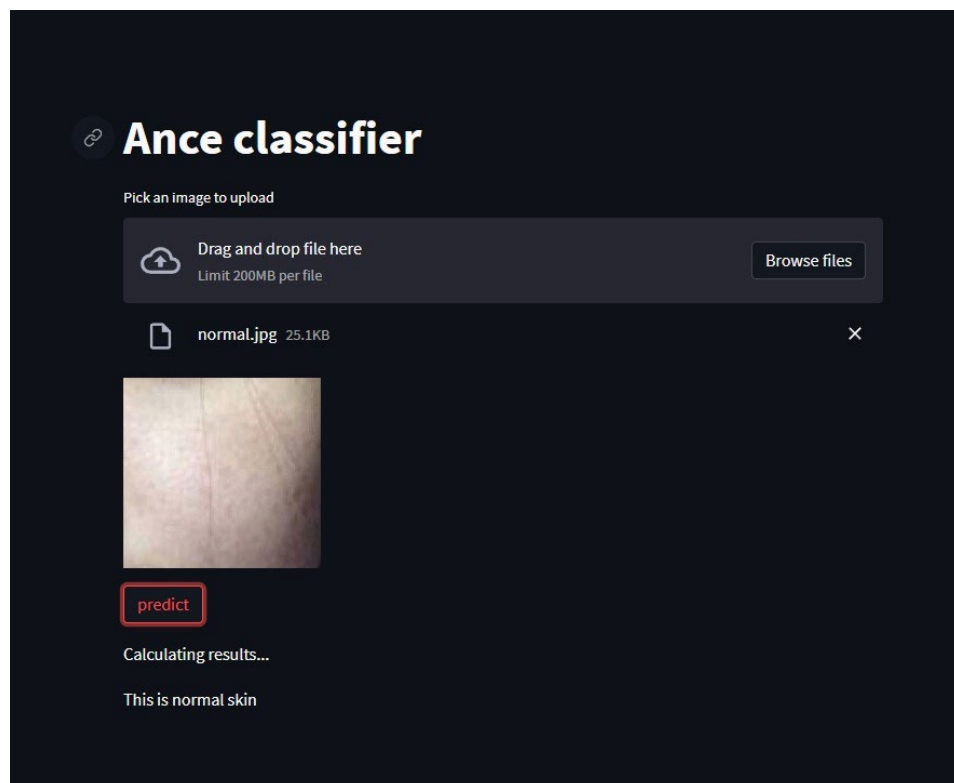 Ance classifier
Pick an image to upload
Drag and drop file here
Limit 200MB per file
Browse files
normal.jpg 25.1KB
predict
Calculating results...
This is normal skin